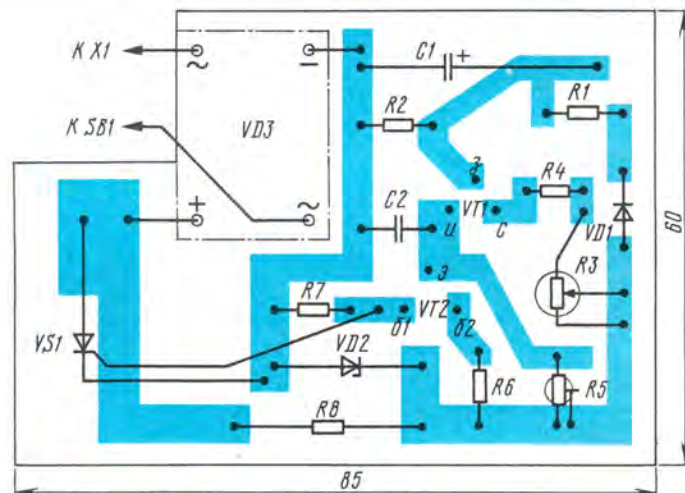 К X1
~
−
C1
+
К SB1
VD3
R2
R1
з
+
~
C2
R4
и
VT1
с
VD1
R3
60
э
R7
VS1
б1
VT2
б2
VD2
R6
R5
R8
85